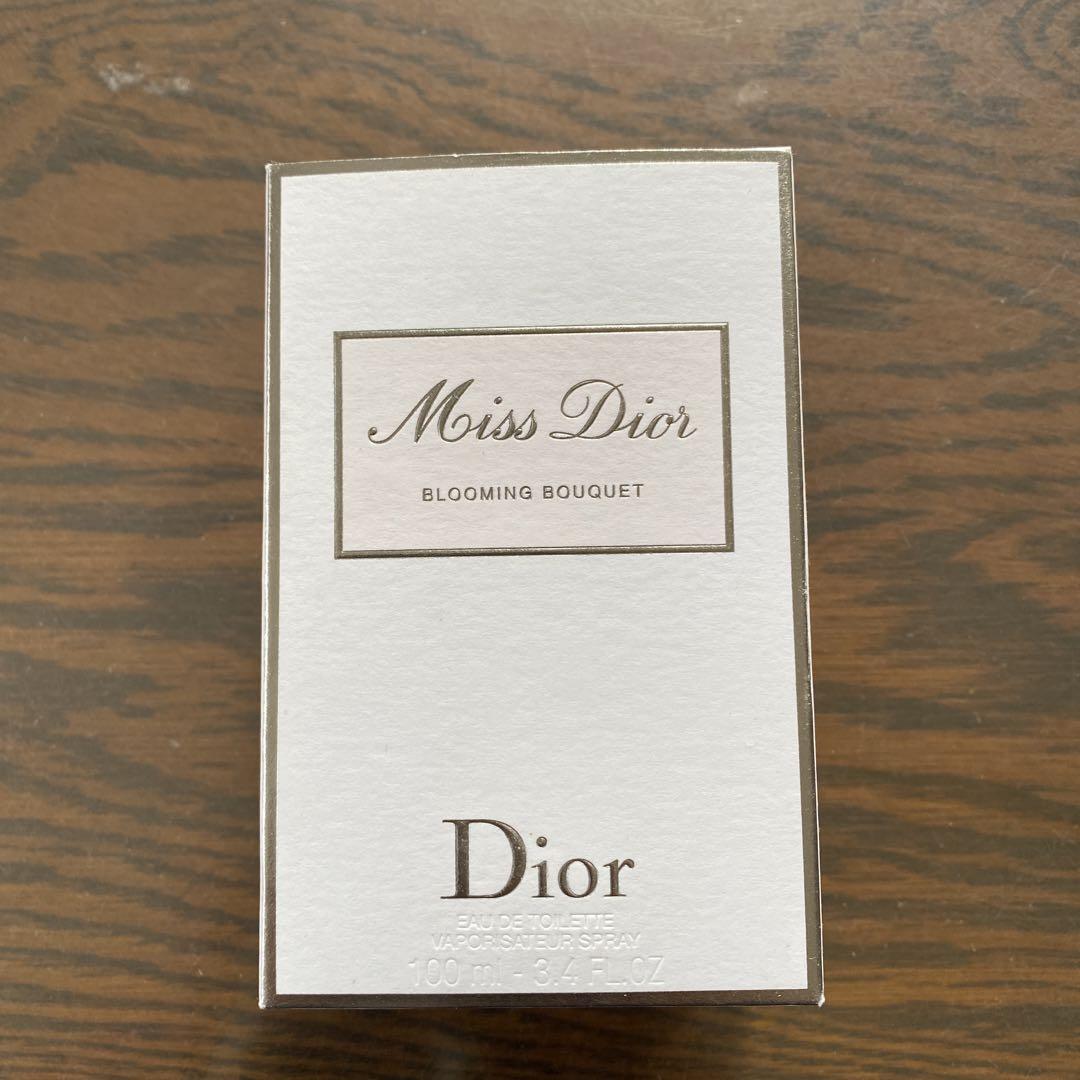 Miss Dior
BLOOMING BOUQUET
Dior
EAU DE TOILETTE
VAPORISATEUR SPRAY
100 ml - 3.4 FL.OZ